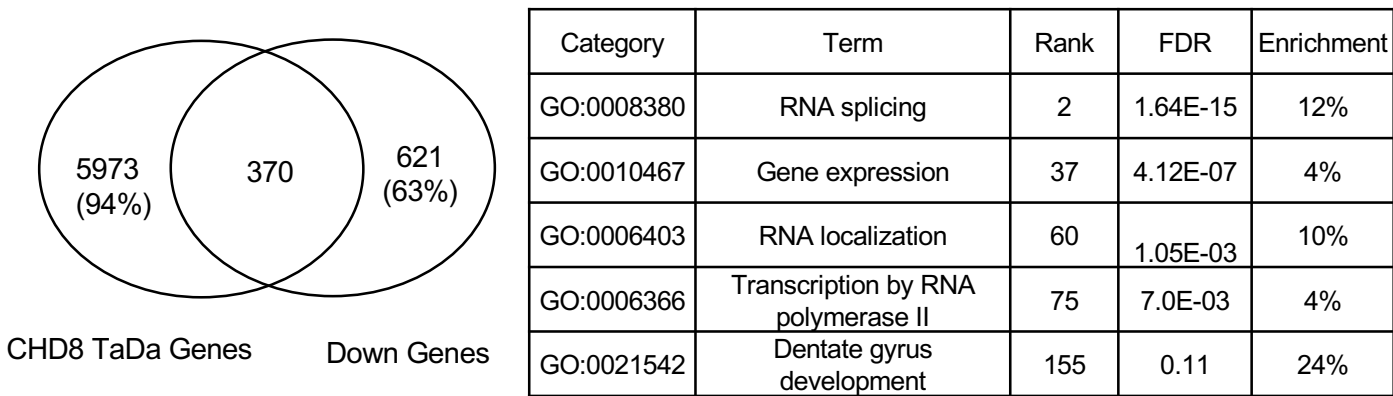 5973
(94%)
370
621
(63%)
CHD8 TaDa Genes
Down Genes
Category Term Rank FDR Enrichment
GO:0008380 RNA splicing 2 1.64E-15 12%
GO:0010467 Gene expression 37 4.12E-07 4%
GO:0006403 RNA localization 60 1.05E-03 10%
GO:0006366 Transcription by RNA
polymerase II 75 7.0E-03 4%
GO:0021542 Dentate gyrus
development 155 0.11 24%